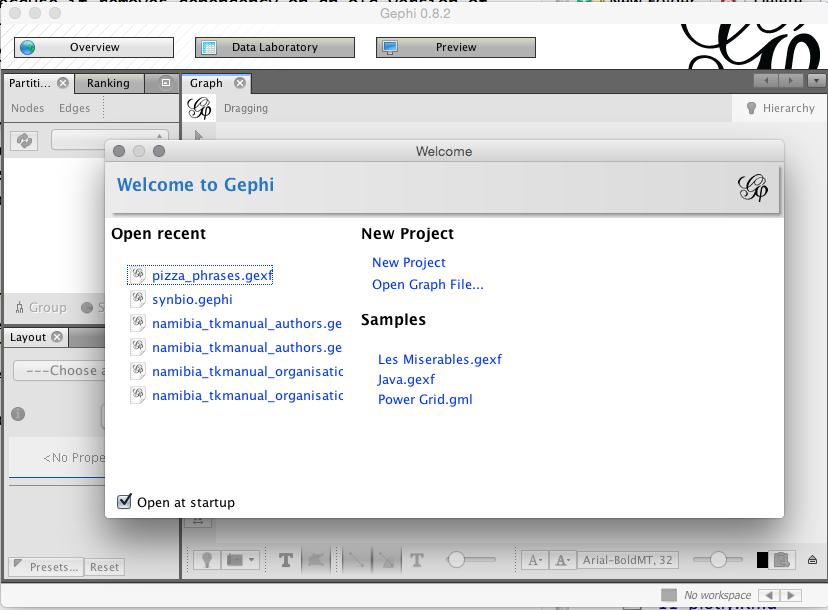 Gephi 0.8.2
Overview
Data Laboratory
Preview
Partiti...
Ranking
Graph
Nodes Edges
Dragging
Hierarchy
Welcome
Welcome to Gephi
Open recent
pizza_phrases.gexf
synbio.gephi
namibia_tkmanual_authors.ge
namibia_tkmanual_authors.ge
namibia_tkmanual_organisatic
namibia_tkmanual_organisatic
New Project
New Project
Open Graph File...
Samples
Les Miserables.gexf
Java.gexf
Power Grid.gml
Open at startup
Group
Layout
---Choose a
<No Prope
Presets...
Reset
T
T
A-
A-
Arial-BoldMT, 32
No workspace